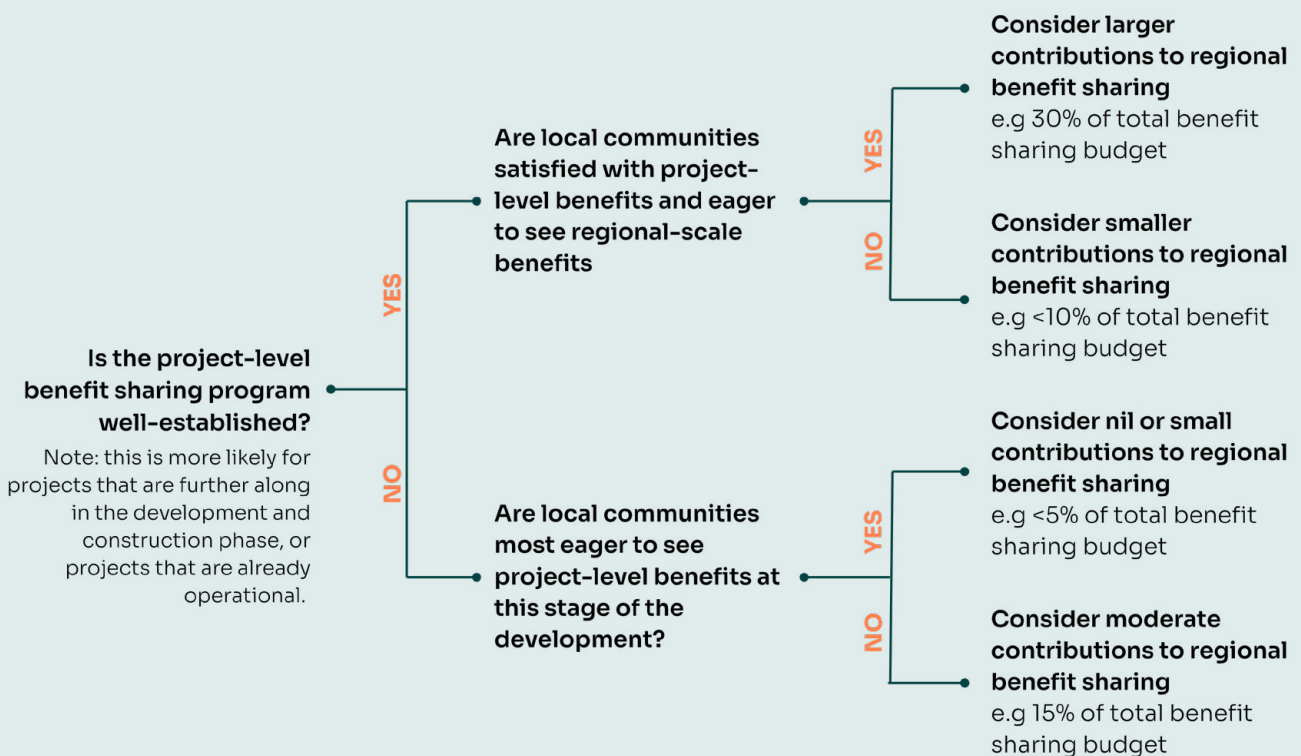 Is the project-level
benefit sharing program
well-established?
Note: this is more likely for
projects that are further along
in the development and
construction phase, or
projects that are already
operational.
YES
NO
Are local communities
satisfied with project-
level benefits and eager
to see regional-scale
benefits
YES
NO
Consider larger
contributions to regional
benefit sharing
e.g 30% of total benefit
sharing budget
Consider smaller
contributions to regional
benefit sharing
e.g <10% of total benefit
sharing budget
Are local communities
most eager to see
project-level benefits at
this stage of the
development?
YES
NO
Consider nil or small
contributions to regional
benefit sharing
e.g <5% of total benefit
sharing budget
Consider moderate
contributions to regional
benefit sharing
e.g 15% of total benefit
sharing budget